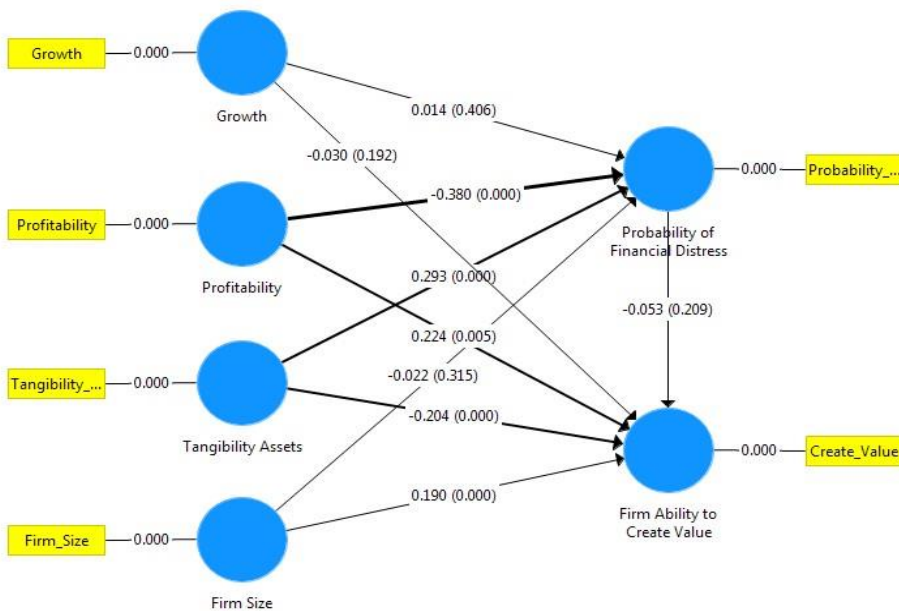 Growth
0.000
Growth
0.014 (0.406)
-0.030 (0.192)
0.000
Probability_...
Probability of
Financial Distress
Profitability
0.000
-0.380 (0.000)
Profitability
0.293 (0.000)
-0.053 (0.209)
0.224 (0.005)
Tangibility_...
0.000
-0.022 (0.315)
-0.204 (0.000)
Tangibility Assets
0.000
Create_Value
0.190 (0.000)
Firm Ability to
Create Value
Firm_Size
0.000
Firm Size